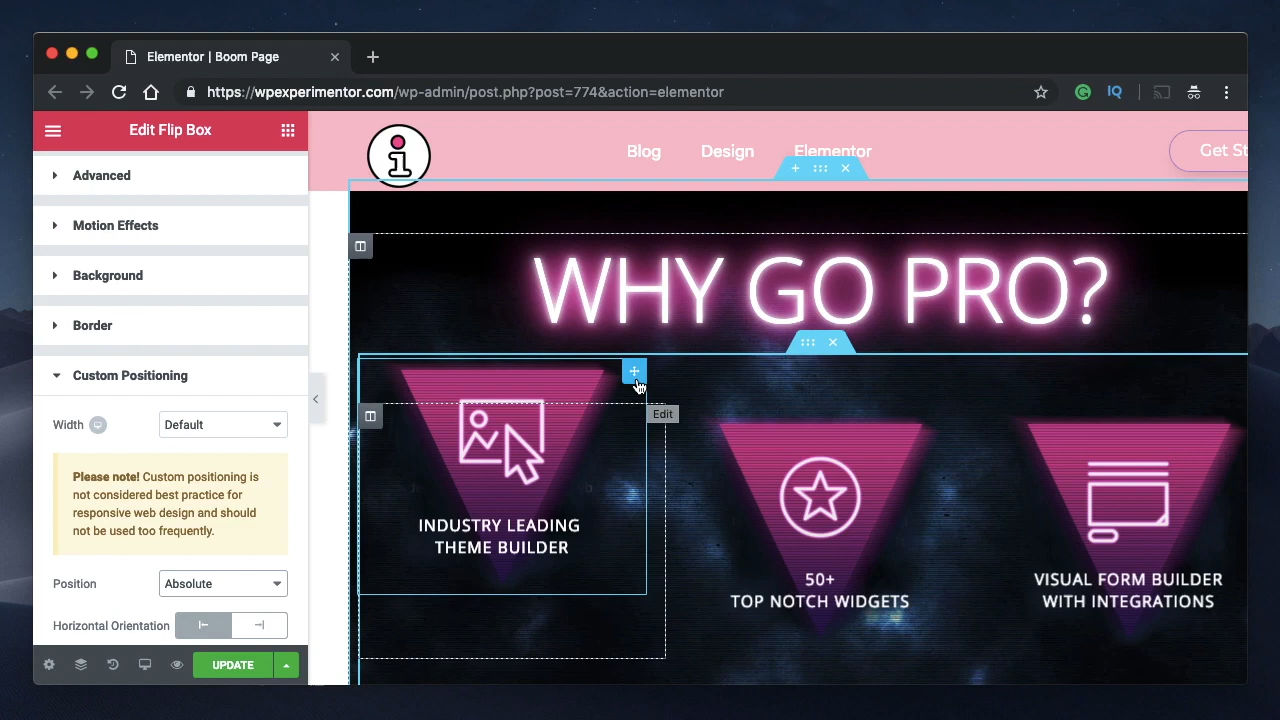 Elementor | Boom Page
https://wpexperimentor.com/wp-admin/post.php?post=774&action=elementor
IQ
Edit Flip Box
Advanced
Motion Effects
Background
Border
Custom Positioning
Width
Default
Please note! Custom positioning is
not considered best practice for
responsive web design and should
not be used too frequently.
Position
Absolute
Horizontal Orientation
UPDATE
Blog
Design
Elementor
Get St
WHY GO PRO?
Edit
INDUSTRY LEADING
THEME BUILDER
50+
TOP NOTCH WIDGETS
VISUAL FORM BUILDER
WITH INTEGRATIONS